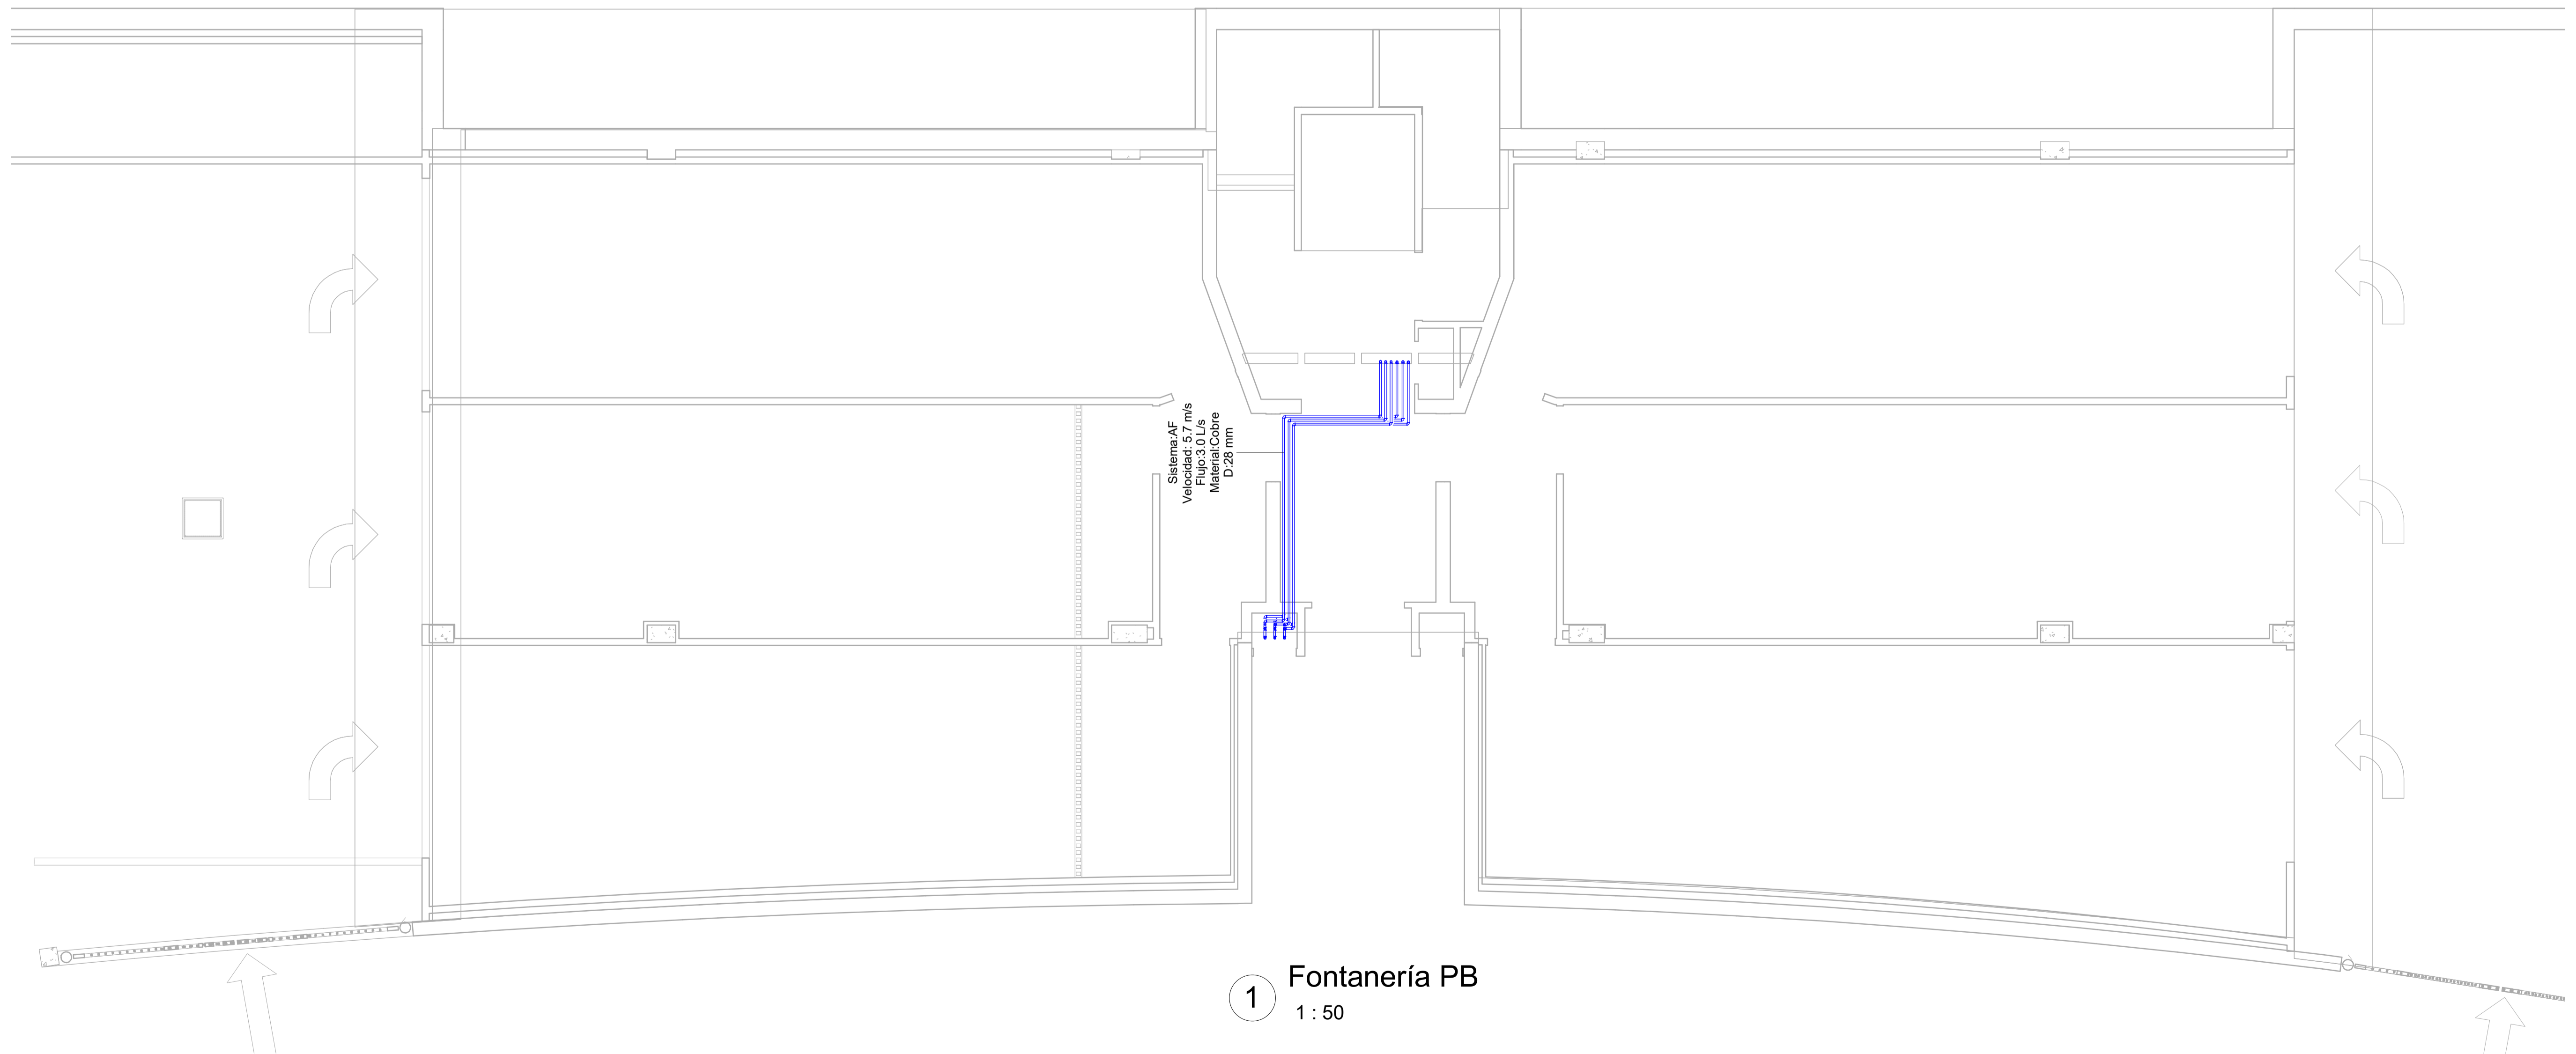 Sistema:AF
Velocidad: 5.7 m/s
Flujo:3.0 L/s
Material:Cobre
D:28 mm
1
Fontanería PB
1 : 50